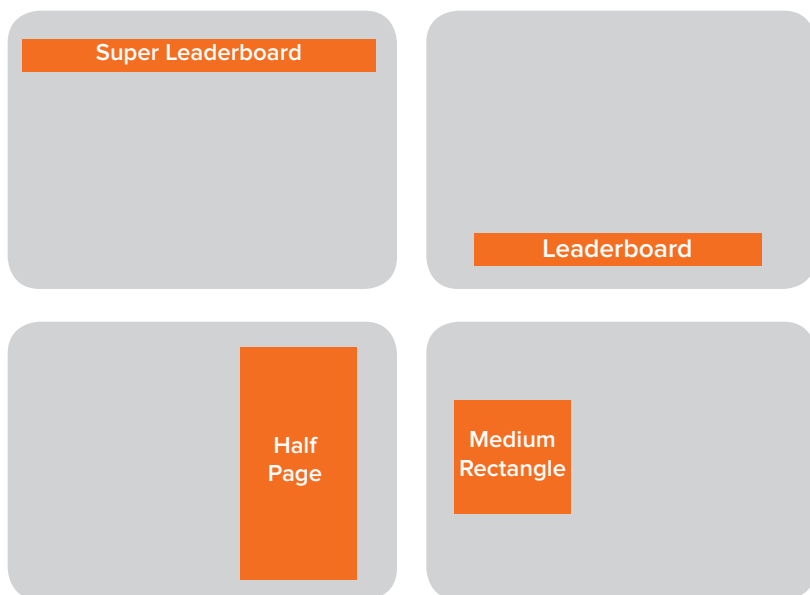 Super Leaderboard
Leaderboard
Half
Page
Medium
Rectangle